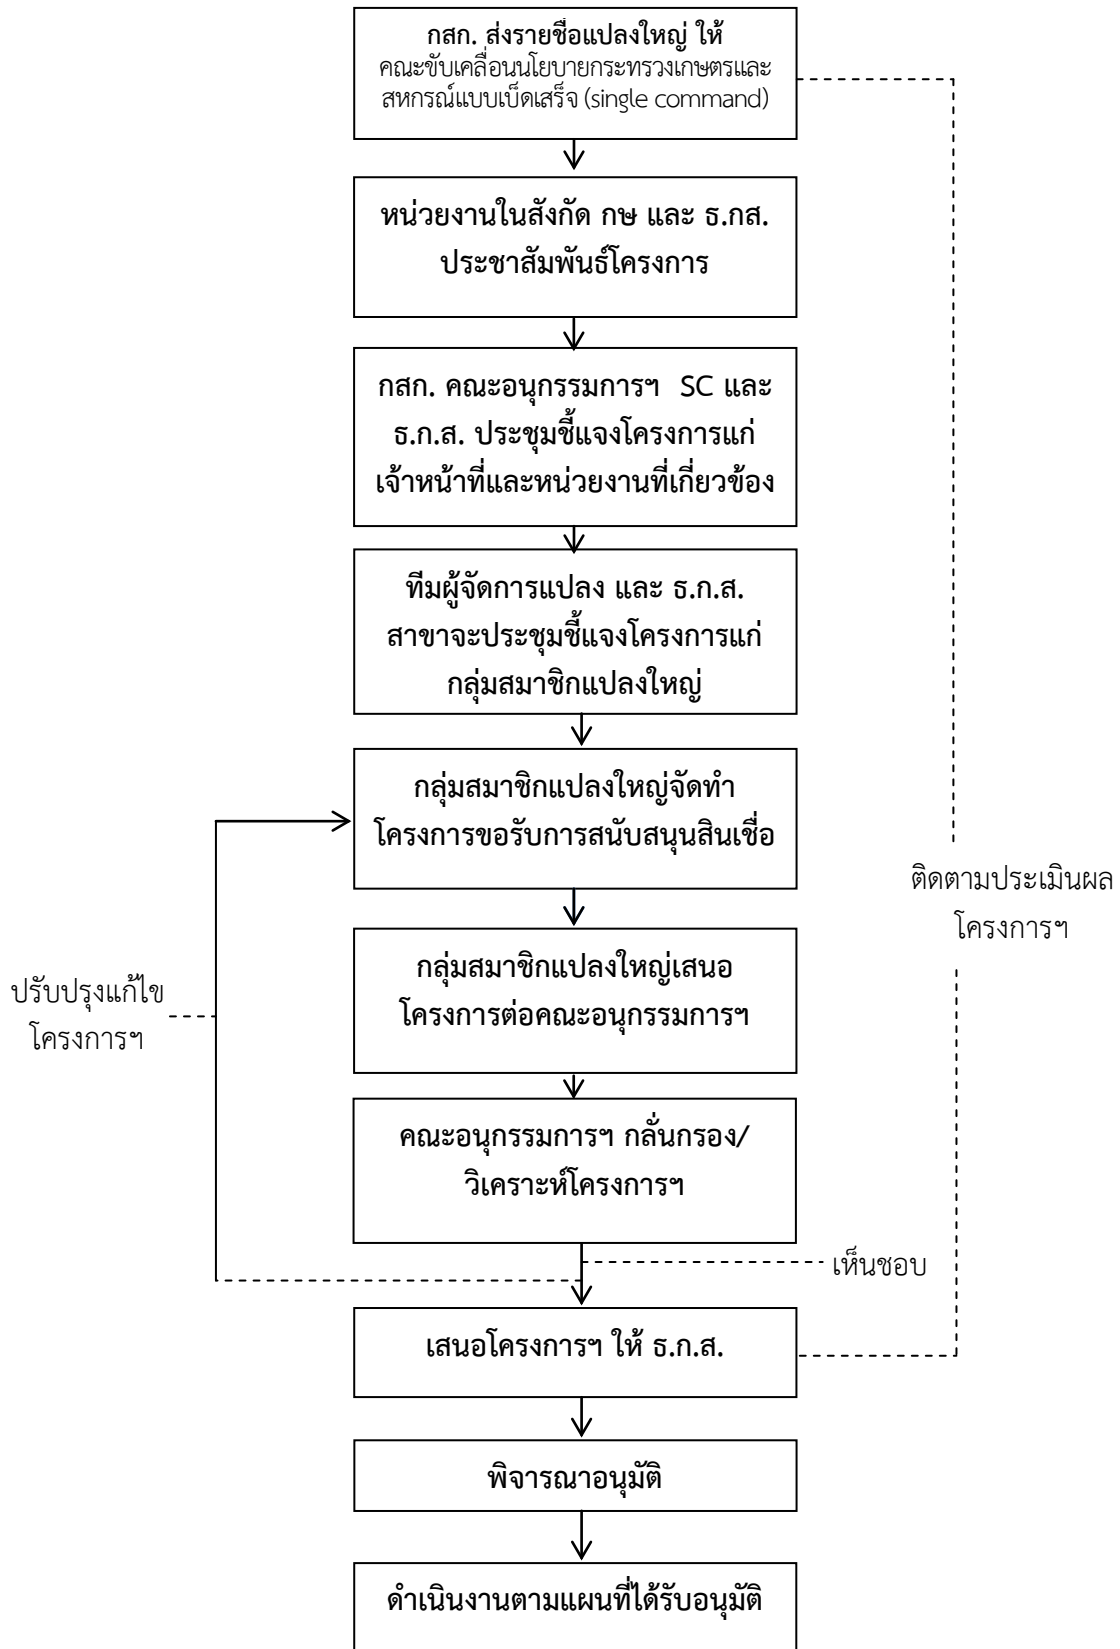 กสก. ส่งรายชื่อแปลงใหญ่ ให้
คณะขับเคลื่อนนโยบายกระทรวงเกษตรและ
สหกรณ์แบบเบ็ดเสร็จ (single command)
หน่วยงานในสังกัด กษ และ ธ.กส.
ประชาสัมพันธ์โครงการ
กสก. คณะอนุกรรมการฯ SC และ
ธ.ก.ส. ประชุมชี้แจงโครงการแก่
เจ้าหน้าที่และหน่วยงานที่เกี่ยวข้อง
ทีมผู้จัดการแปลง และ ธ.ก.ส.
สาขาจะประชุมชี้แจงโครงการแก่
กลุ่มสมาชิกแปลงใหญ่
กลุ่มสมาชิกแปลงใหญ่จัดทำ
โครงการขอรับการสนับสนุนสินเชื่อ
ติดตามประเมินผล
โครงการฯ
กลุ่มสมาชิกแปลงใหญ่เสนอ
โครงการต่อคณะอนุกรรมการฯ
ปรับปรุงแก้ไข
โครงการฯ
คณะอนุกรรมการฯ กลั่นกรอง/
วิเคราะห์โครงการฯ
เห็นชอบ
เสนอโครงการฯ ให้ ธ.ก.ส.
พิจารณาอนุมัติ
ดำเนินงานตามแผนที่ได้รับอนุมัติ